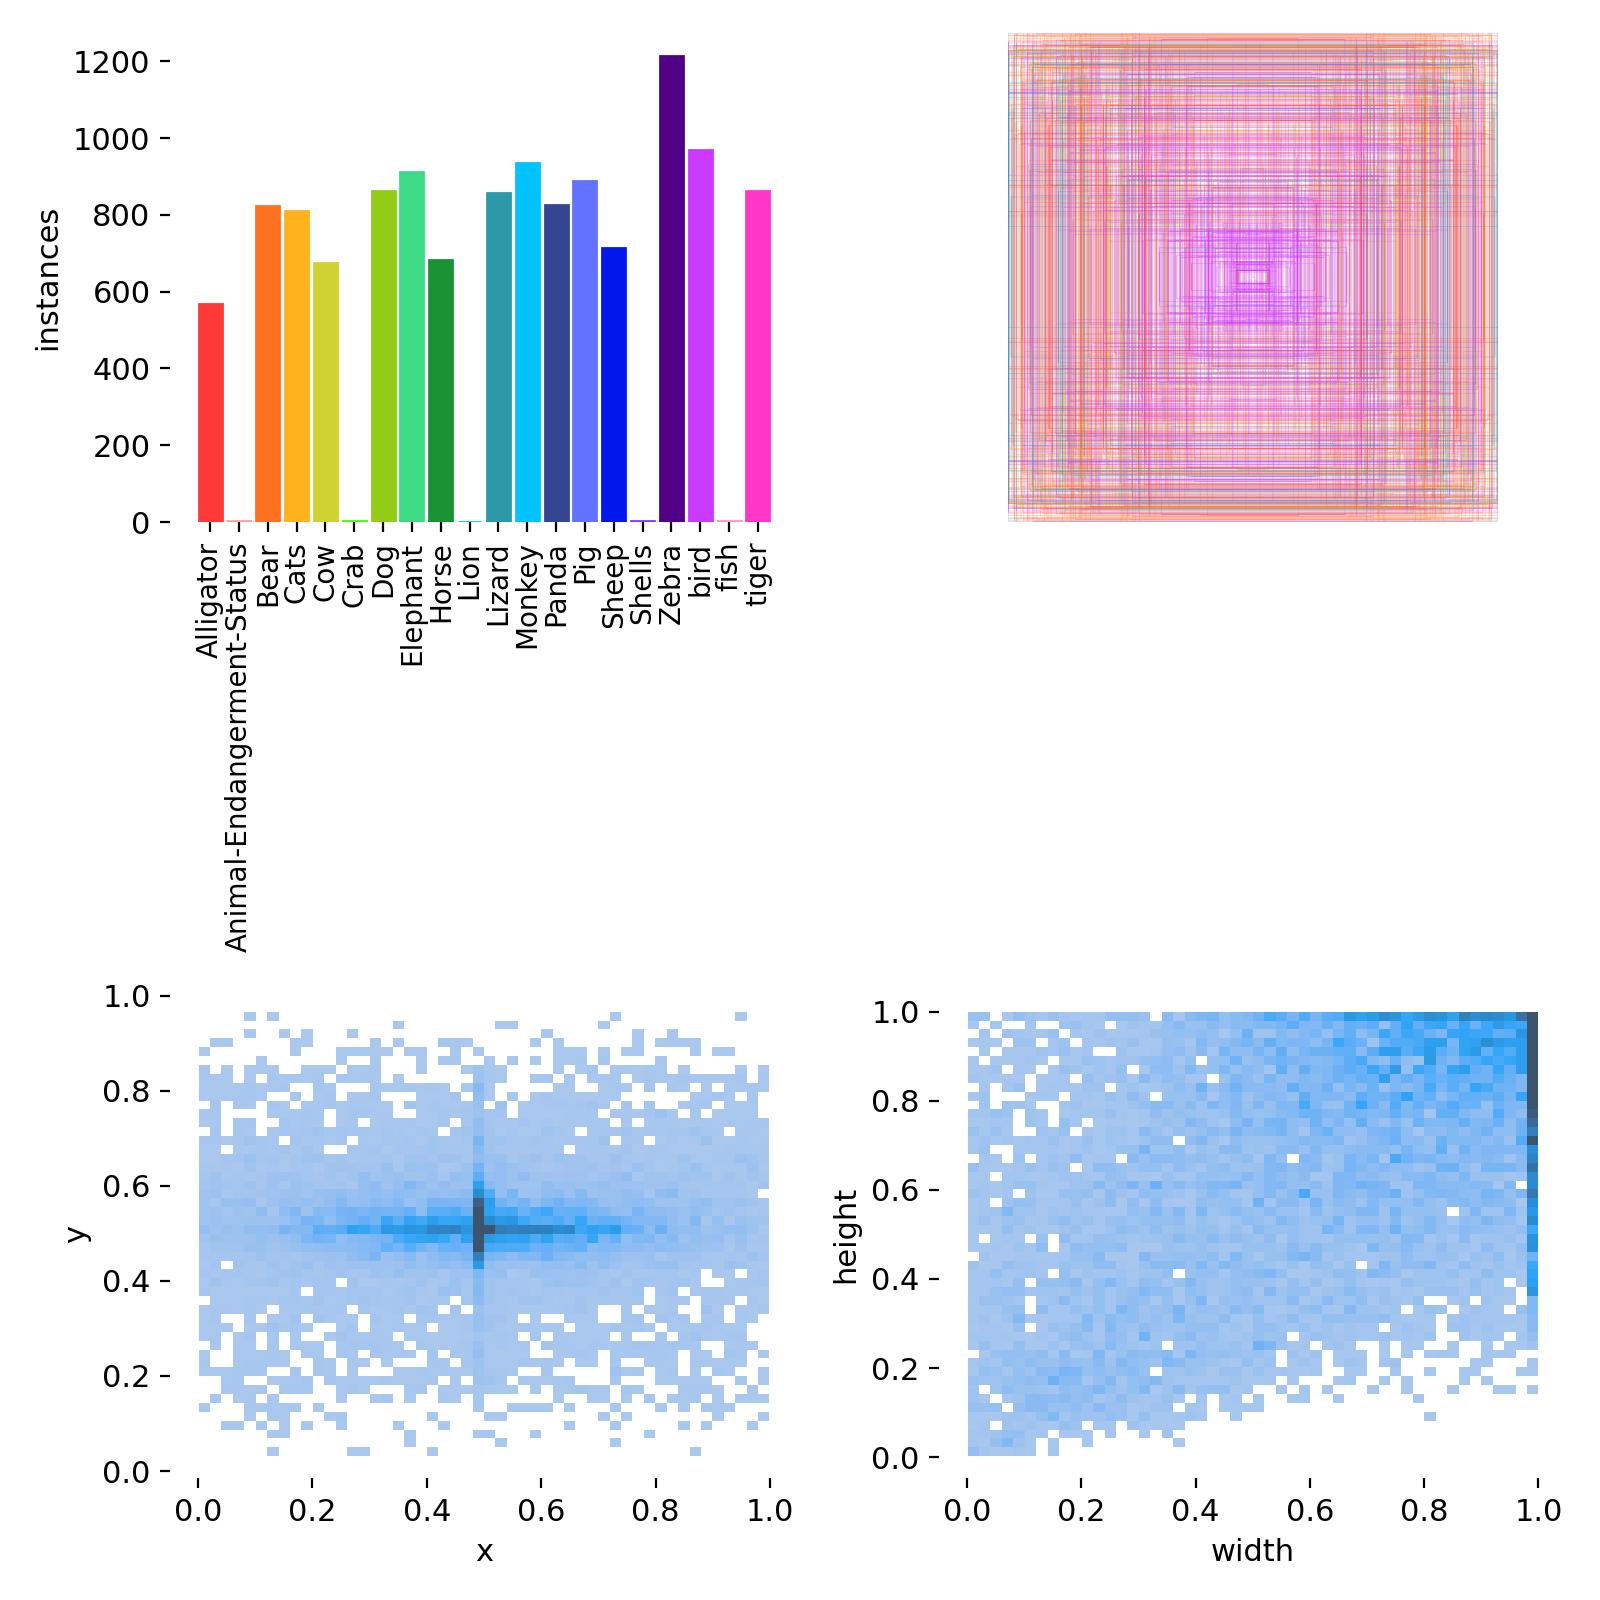 1200
1000
800
600
400
200
0
instances
Alligator
Animal-Endangerment-Status
Bear
Cats
Cow
Crab
Dog
Elephant
Horse
Lion
Lizard
Monkey
Panda
Pig
Sheep
Shells
Zebra
bird
fish
tiger
1.0
0.8
0.6
0.4
0.2
0.0
y
0.0 0.2 0.4 0.6 0.8 1.0
x
1.0
0.8
0.6
0.4
0.2
0.0
height
0.0 0.2 0.4 0.6 0.8 1.0
width